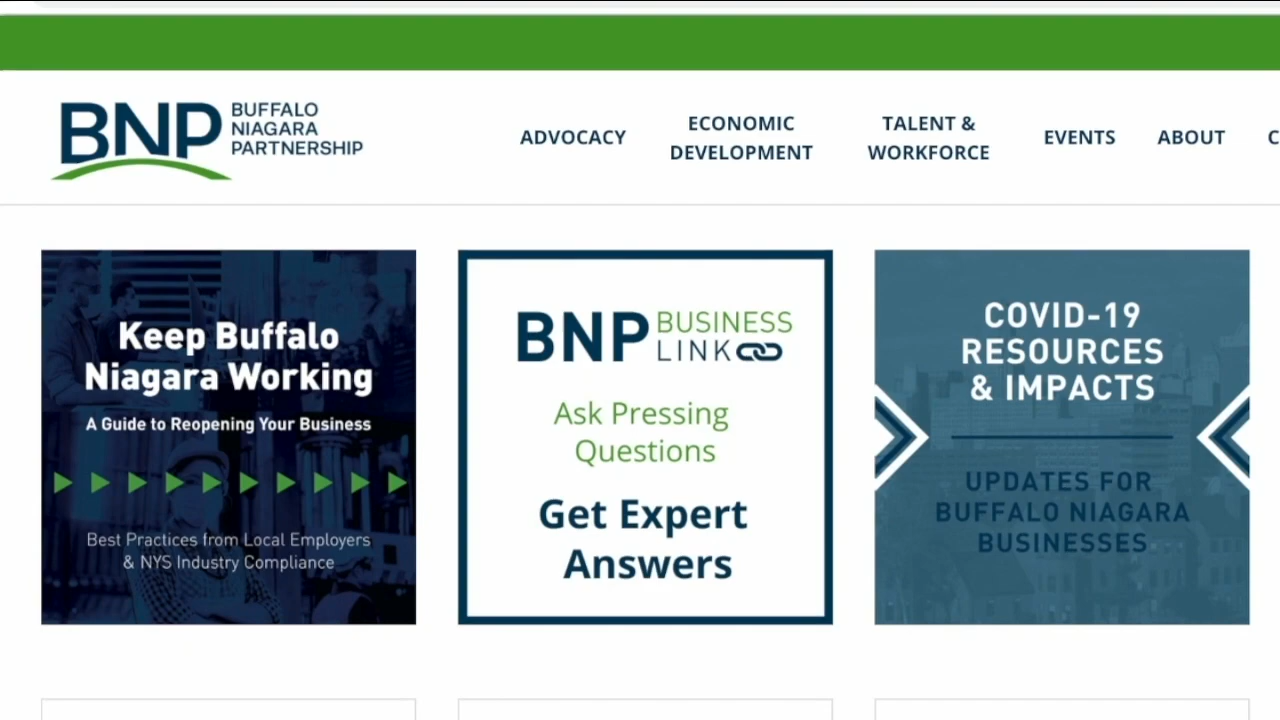 BNP
BUFFALO
NIAGARA
PARTNERSHIP
ADVOCACY
ECONOMIC
DEVELOPMENT
TALENT &
WORKFORCE
EVENTS
ABOUT
Keep Buffalo
Niagara Working
A Guide to Reopening Your Business
Best Practices from Local Employers
& NYS Industry Compliance
BNP
BUSINESS
LINK
Ask Pressing
Questions
Get Expert
Answers
COVID-19
RESOURCES
& IMPACTS
UPDATES FOR
BUFFALO NIAGARA
BUSINESSES